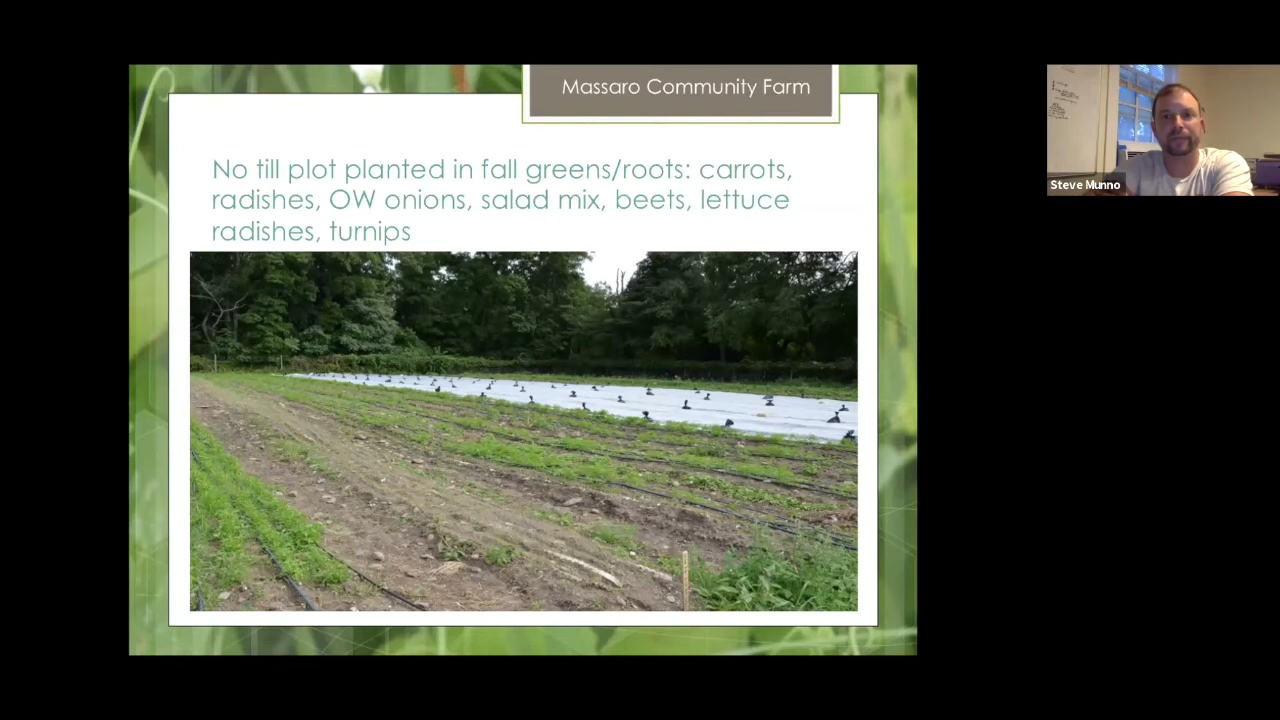 Massaro Community Farm
No till plot planted in fall greens/roots: carrots,
radishes, OW onions, salad mix, beets, lettuce
radishes, turnips
Steve Munno